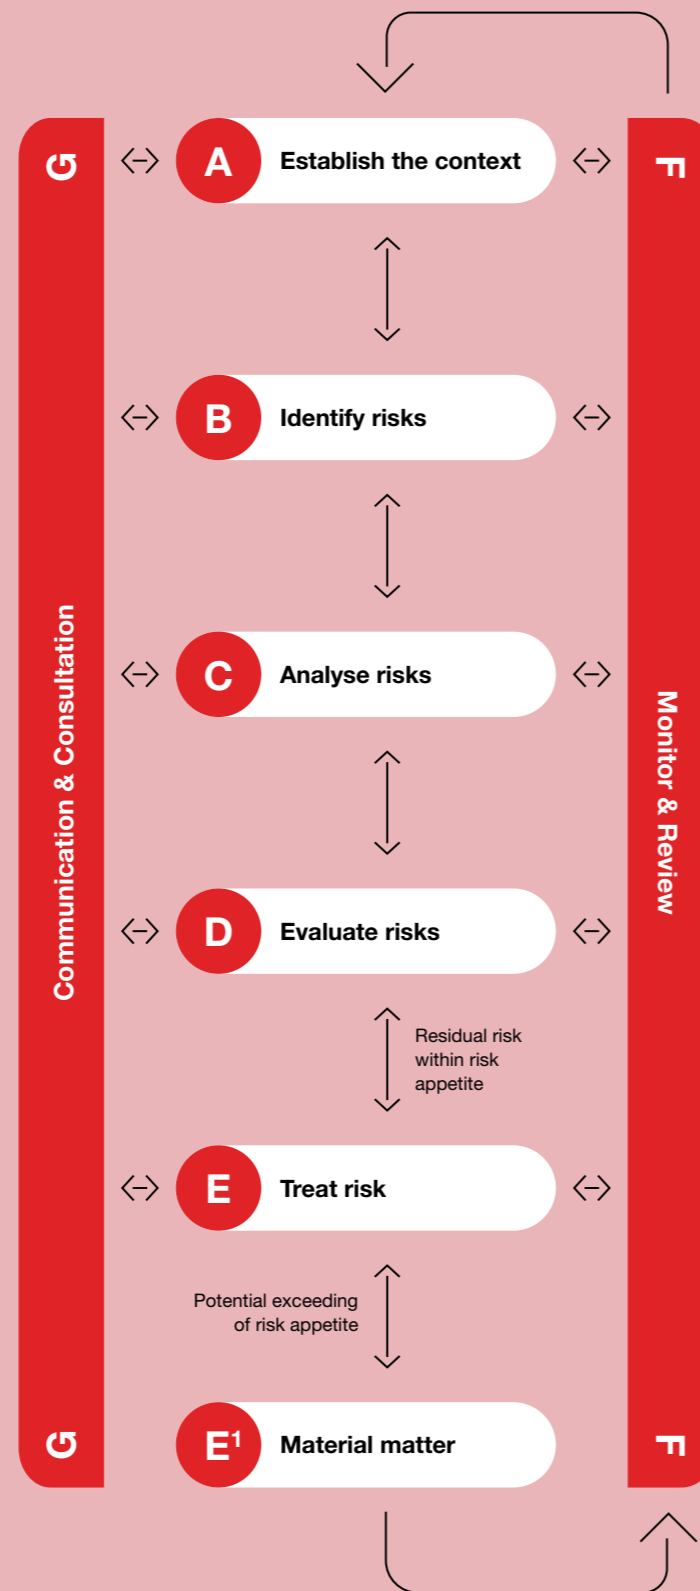 G
A
Establish the context
F
B
Identify risks
C
Analyse risks
Communication & Consultation
Monitor & Review
D
Evaluate risks
Residual risk
within risk
appetite
E
Treat risk
Potential exceeding
of risk appetite
G
E¹
Material matter
F